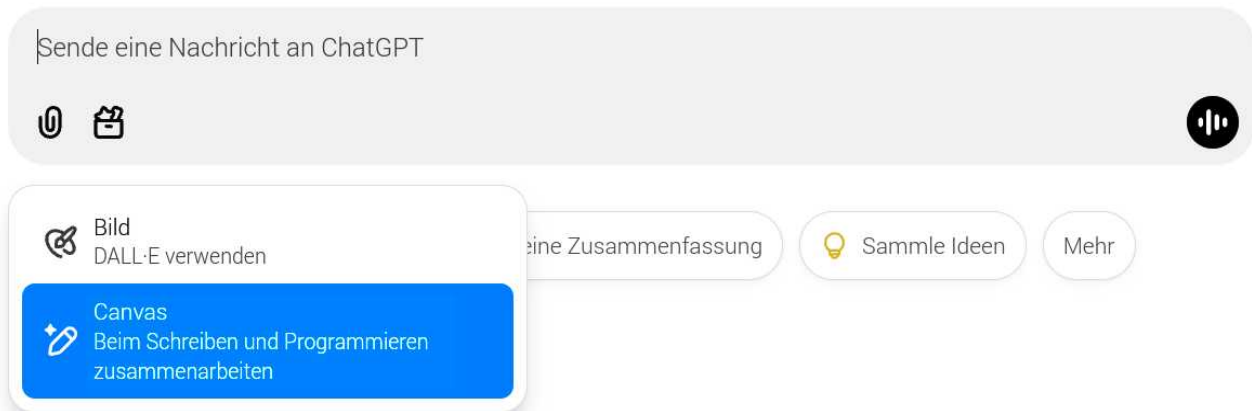 Sende eine Nachricht an ChatGPT
Bild
DALL·E verwenden
eine Zusammenfassung
Sammle Ideen
Mehr
Canvas
Beim Schreiben und Programmieren
zusammenarbeiten